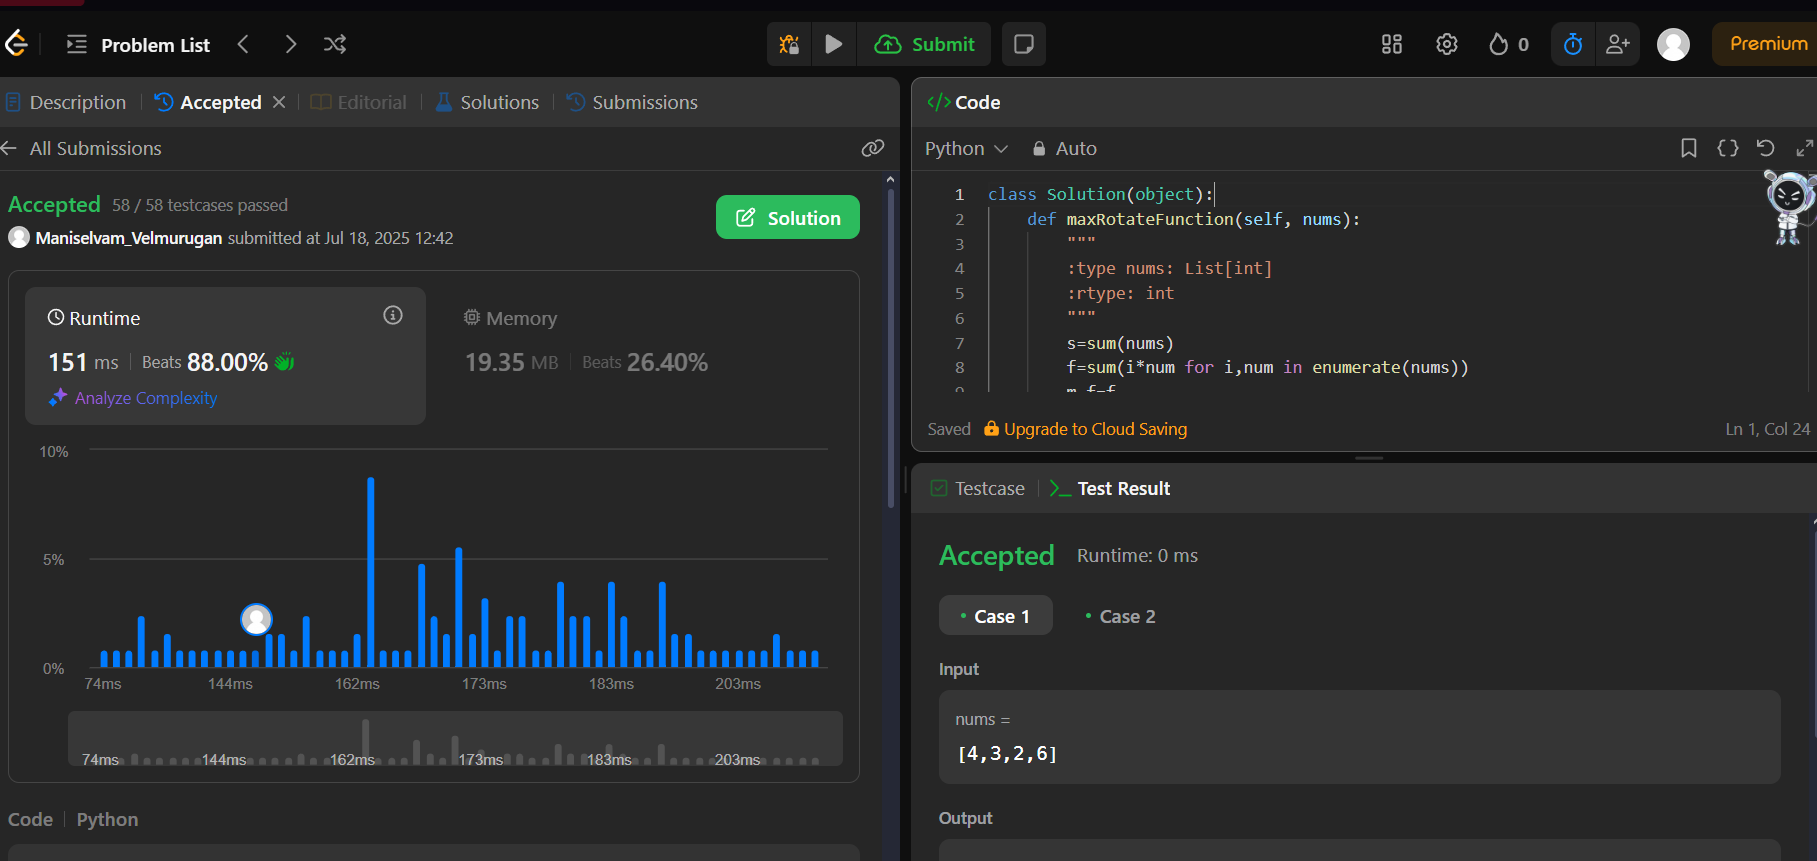 Problem List
Submit
0
Premium
Description
Accepted
Editorial
Solutions
Submissions
All Submissions
Accepted 58 / 58 testcases passed
Maniselvam_Velmurugan submitted at Jul 18, 2025 12:42
Solution
Runtime
151 ms Beats 88.00%
Analyze Complexity
Memory
19.35 MB Beats 26.40%
10%
5%
0%
74ms 144ms 162ms 173ms 183ms 203ms
74ms 144ms 162ms 173ms 183ms 203ms
Code Python
</> Code
Python Auto
1 class Solution(object):
2 def maxRotateFunction(self, nums):
3 """
4 :type nums: List[int]
5 :rtype: int
6 """
7 s=sum(nums)
8 f=sum(i*num for i,num in enumerate(nums))
9 m_f=f
Saved Upgrade to Cloud Saving
Ln 1, Col 24
Testcase
>_ Test Result
Accepted Runtime: 0 ms
• Case 1 • Case 2
Input
nums =
[4,3,2,6]
Output